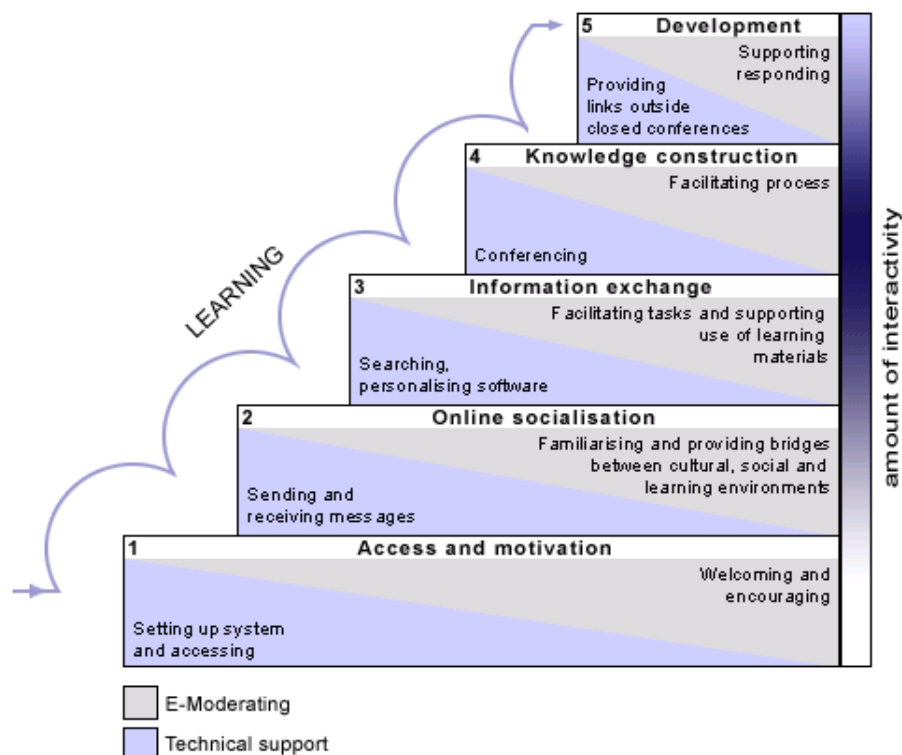 5 Development
Supporting
responding
Providing
links outside
closed conferences
4 Knowledge construction
Facilitating process
Conferencing
3 Information exchange
Facilitating tasks and supporting
use of learning
materials
Searching,
personalising software
2 Online socialisation
Familiarising and providing bridges
between cultural, social and
learning environments
Sending and
receiving messages
1 Access and motivation
Welcoming and
encouraging
Setting up system
and accessing
LEARNING
amount of interactivity
E-Moderating
Technical support